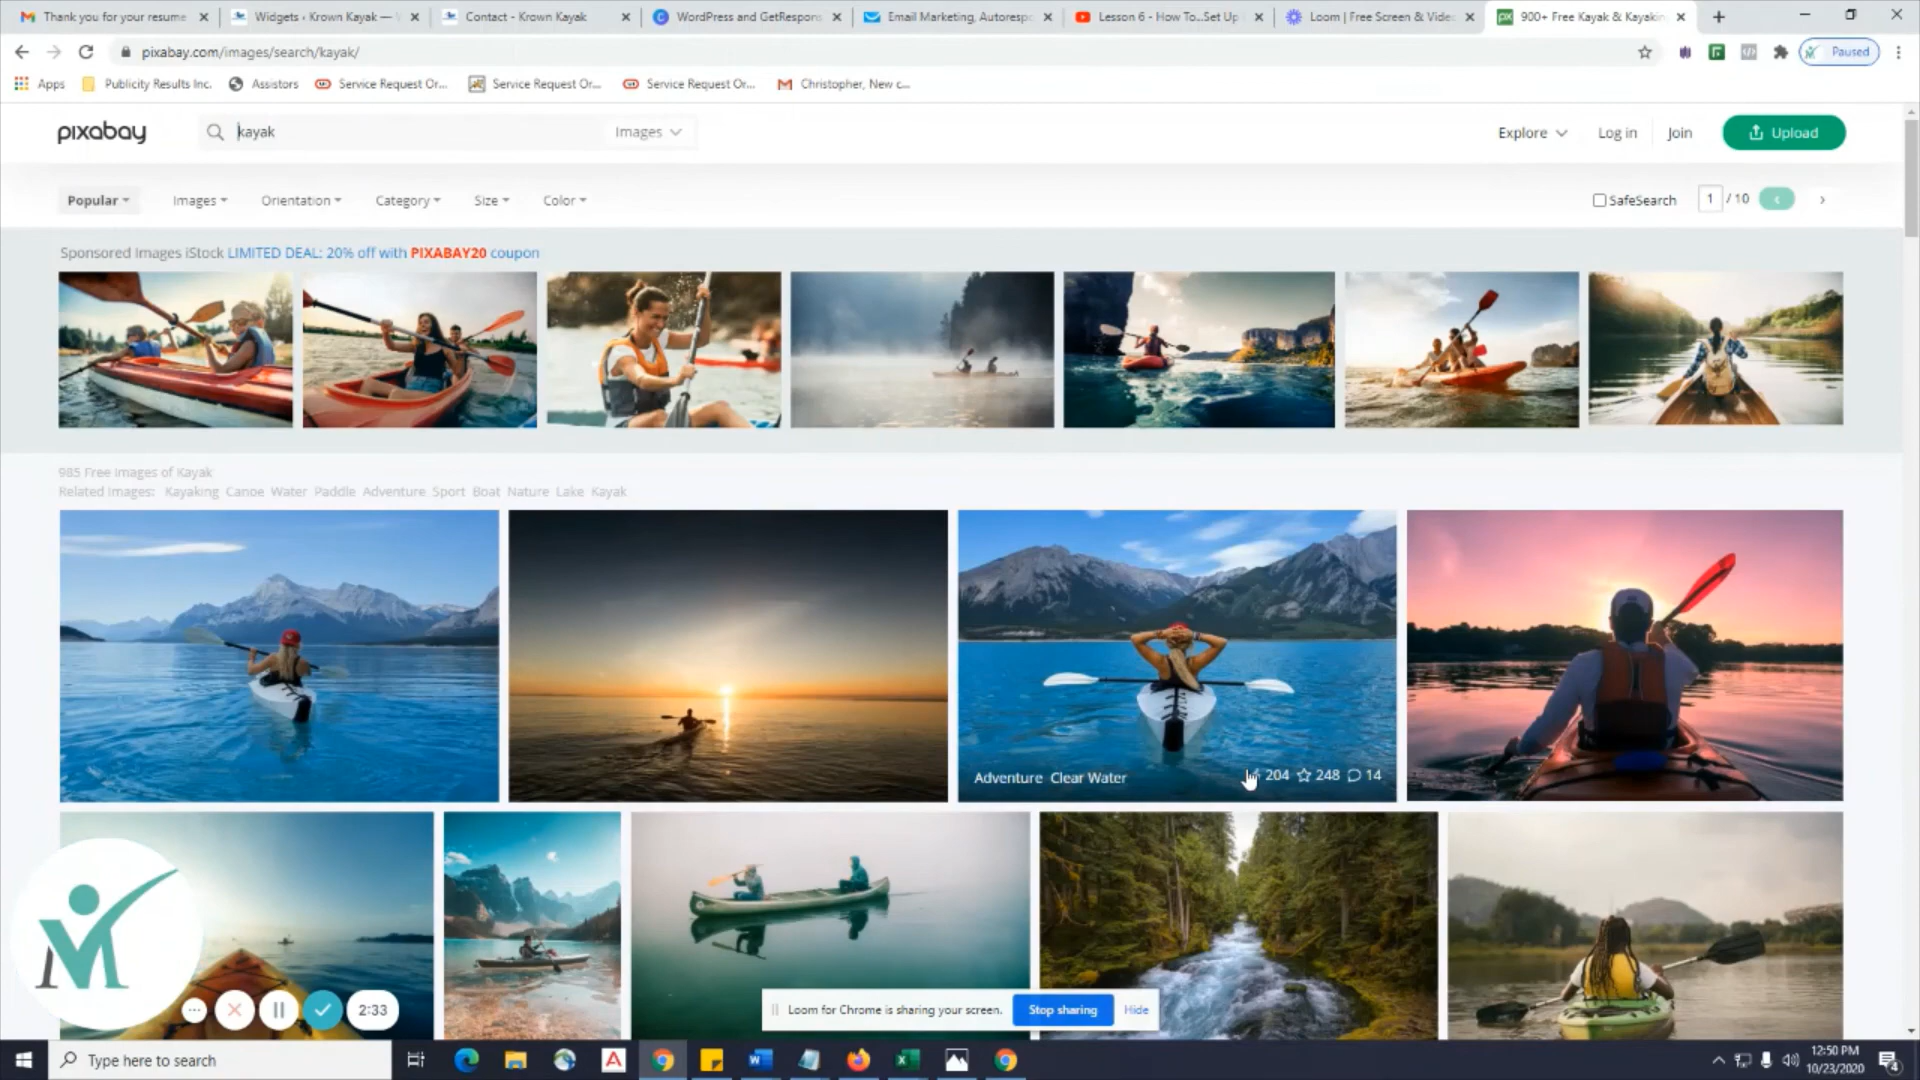 Thank you for your resume
Widgets ‹ Krown Kayak —
Contact - Krown Kayak
WordPress and GetRespons
Email Marketing, Autorespo
Lesson 6 - How To...Set Up
Loom | Free Screen & Vide
900+ Free Kayak & Kayakin
pixabay.com/images/search/kayak/
Paused
Apps
Publicity Results Inc.
Assistors
Service Request Or...
Service Request Or...
Service Request Or...
Christopher, New c...
pixabay
kayak
Images
Explore
Log in
Join
Upload
Popular
Images
Orientation
Category
Size
Color
SafeSearch
1 / 10
Sponsored Images iStock LIMITED DEAL: 20% off with PIXABAY20 coupon
985 Free Images of Kayak
Related Images: Kayaking Canoe Water Paddle Adventure Sport Boat Nature Lake Kayak
Adventure Clear Water
204
248
14
2:33
Loom for Chrome is sharing your screen.
Stop sharing
Hide
Type here to search
12:50 PM
10/23/2020
4